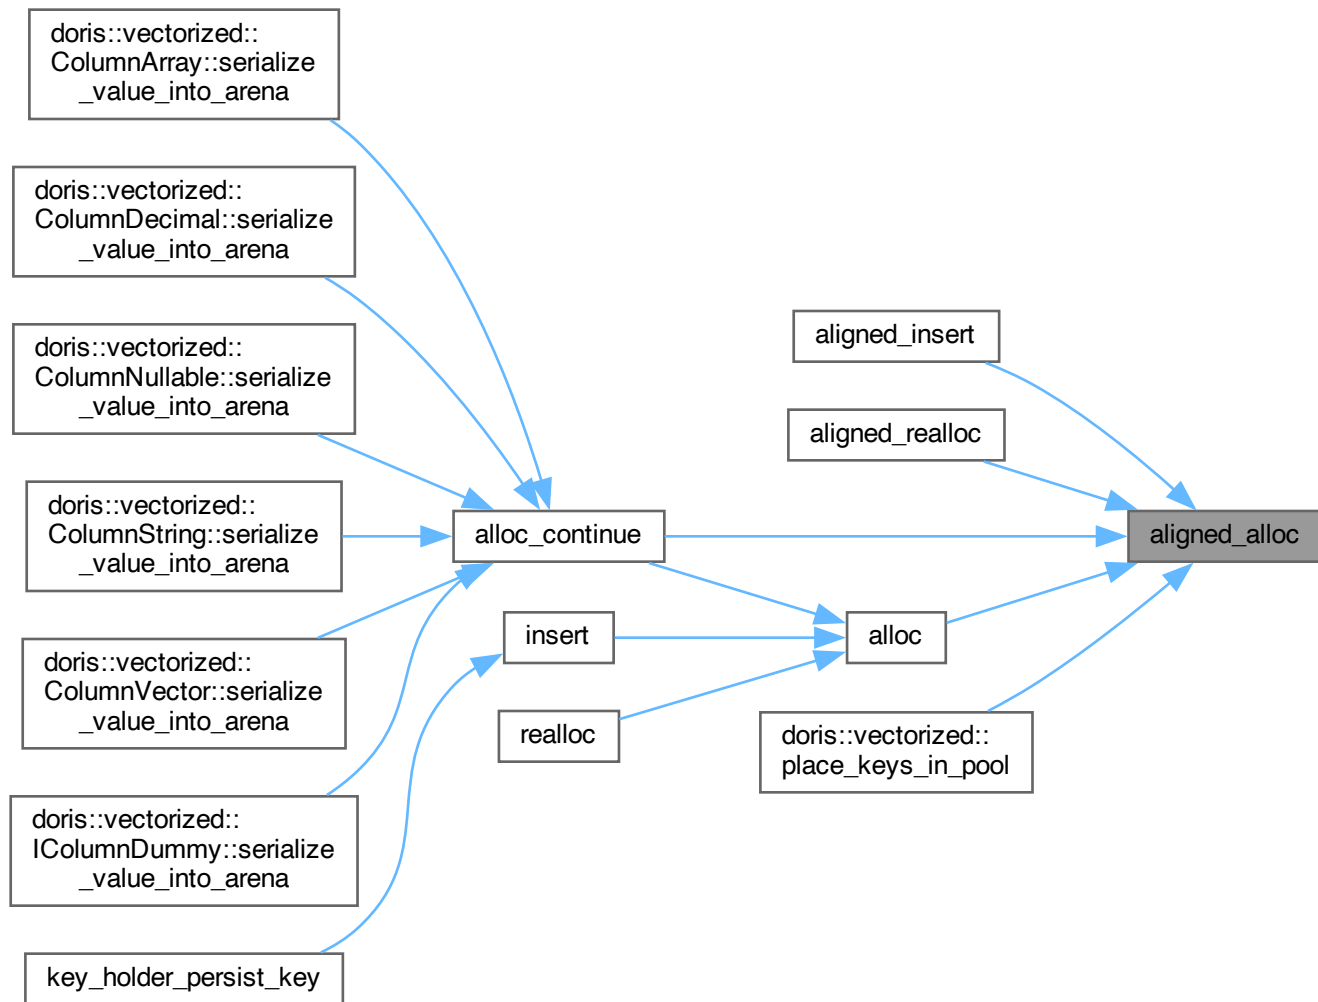 doris::vectorized::
ColumnArray::serialize
_value_into_arena
doris::vectorized::
ColumnDecimal::serialize
_value_into_arena
doris::vectorized::
ColumnNullable::serialize
_value_into_arena
doris::vectorized::
ColumnString::serialize
_value_into_arena
doris::vectorized::
ColumnVector::serialize
_value_into_arena
doris::vectorized::
IColumnDummy::serialize
_value_into_arena
key_holder_persist_key
alloc_continue
insert
realloc
aligned_insert
aligned_realloc
alloc
doris::vectorized::
place_keys_in_pool
aligned_alloc